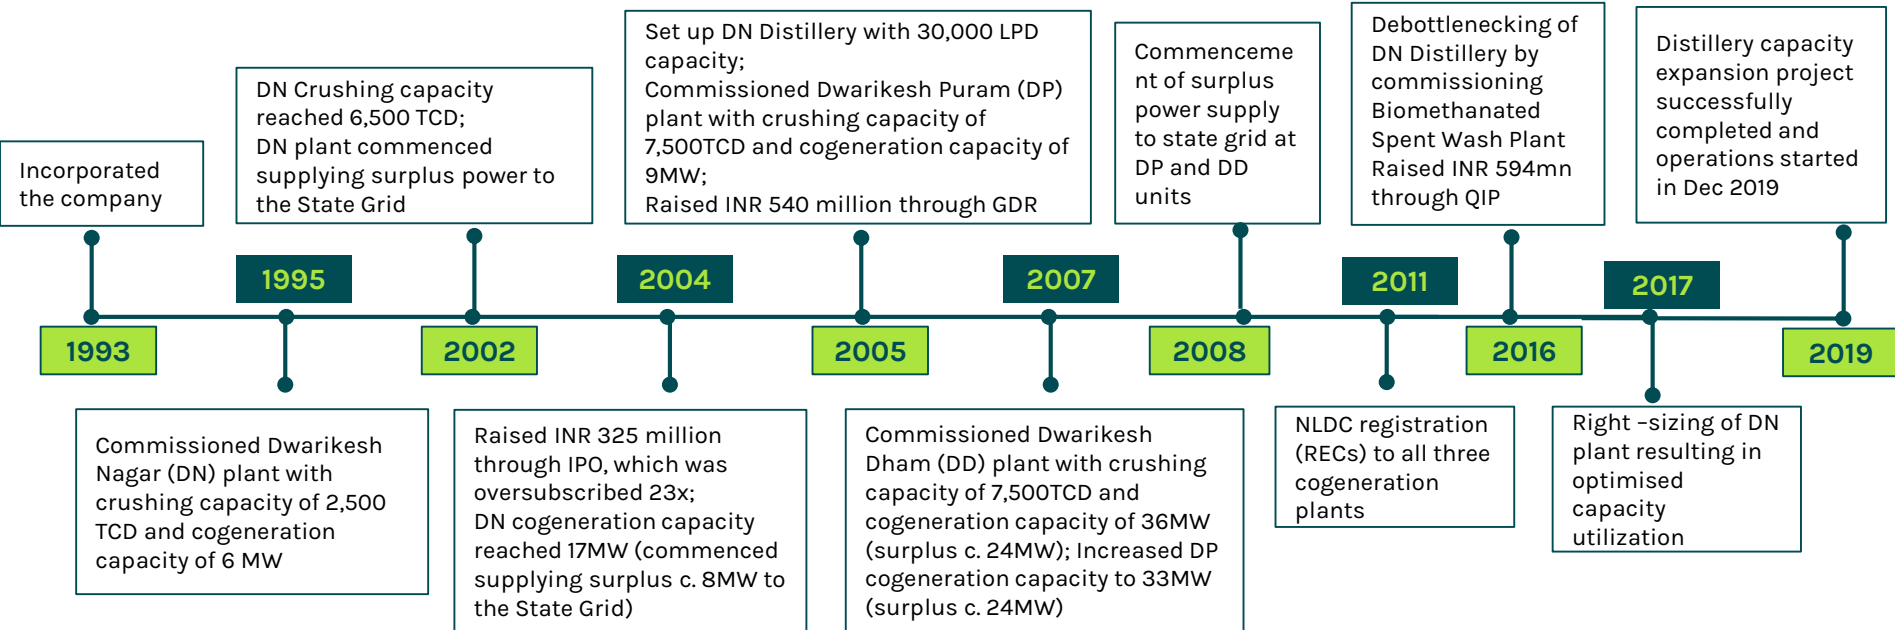 Incorporated
the company
1993
1995
Commissioned Dwarikesh
Nagar (DN) plant with
crushing capacity of 2,500
TCD and cogeneration
capacity of 6 MW
DN Crushing capacity
reached 6,500 TCD;
DN plant commenced
supplying surplus power to
the State Grid
2002
2004
Raised INR 325 million
through IPO, which was
oversubscribed 23x;
DN cogeneration capacity
reached 17MW (commenced
supplying surplus c. 8MW to
the State Grid)
Set up DN Distillery with 30,000 LPD
capacity;
Commissioned Dwarikesh Puram (DP)
plant with crushing capacity of
7,500TCD and cogeneration capacity of
9MW;
Raised INR 540 million through GDR
2005
2007
Commissioned Dwarikesh
Dham (DD) plant with crushing
capacity of 7,500TCD and
cogeneration capacity of 36MW
(surplus c. 24MW); Increased DP
cogeneration capacity to 33MW
(surplus c. 24MW)
Commenceme
nt of surplus
power supply
to state grid at
DP and DD
units
2008
2011
NLDC registration
(RECs) to all three
cogeneration
plants
Debottlenecking of
DN Distillery by
commissioning
Biomethanated
Spent Wash Plant
Raised INR 594mn
through QIP
2016
2017
Right –sizing of DN
plant resulting in
optimised
capacity
utilization
Distillery capacity
expansion project
successfully
completed and
operations started
in Dec 2019
2019